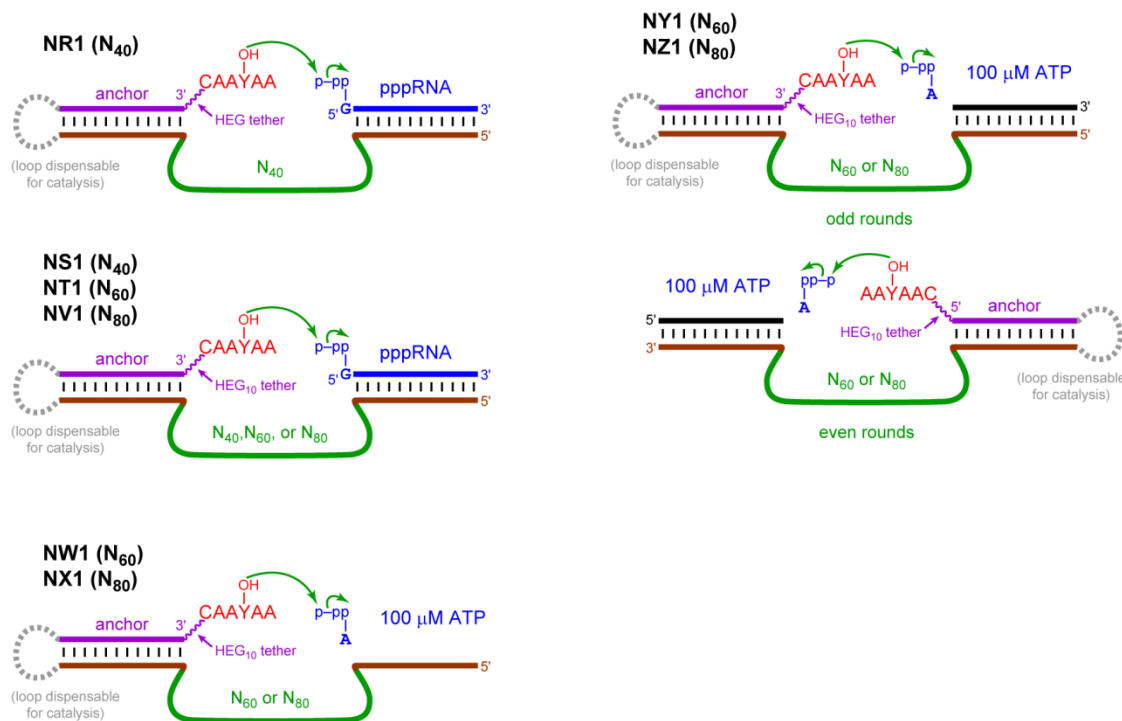 NR1 (N40)
OH
CAAYAA
p–pp
pppRNA
anchor
3'
5'
G
3'
HEG tether
5'
(loop dispensable
for catalysis)
N40
NS1 (N40)
NT1 (N60)
NV1 (N80)
OH
CAAYAA
p–pp
pppRNA
anchor
3'
5'
G
3'
HEG10 tether
5'
(loop dispensable
for catalysis)
N40,N60, or N80
NW1 (N60)
NX1 (N80)
OH
CAAYAA
p–pp
100 μM ATP
A
anchor
3'
HEG10 tether
5'
(loop dispensable
for catalysis)
N60 or N80
NY1 (N60)
NZ1 (N80)
OH
CAAYAA
p–pp
100 μM ATP
A
anchor
3'
3'
HEG10 tether
5'
(loop dispensable
for catalysis)
N60 or N80
odd rounds
OH
100 μM ATP
pp–p
AAYAAC
A
5'
anchor
5'
HEG10 tether
3'
N60 or N80
(loop dispensable
for catalysis)
even rounds